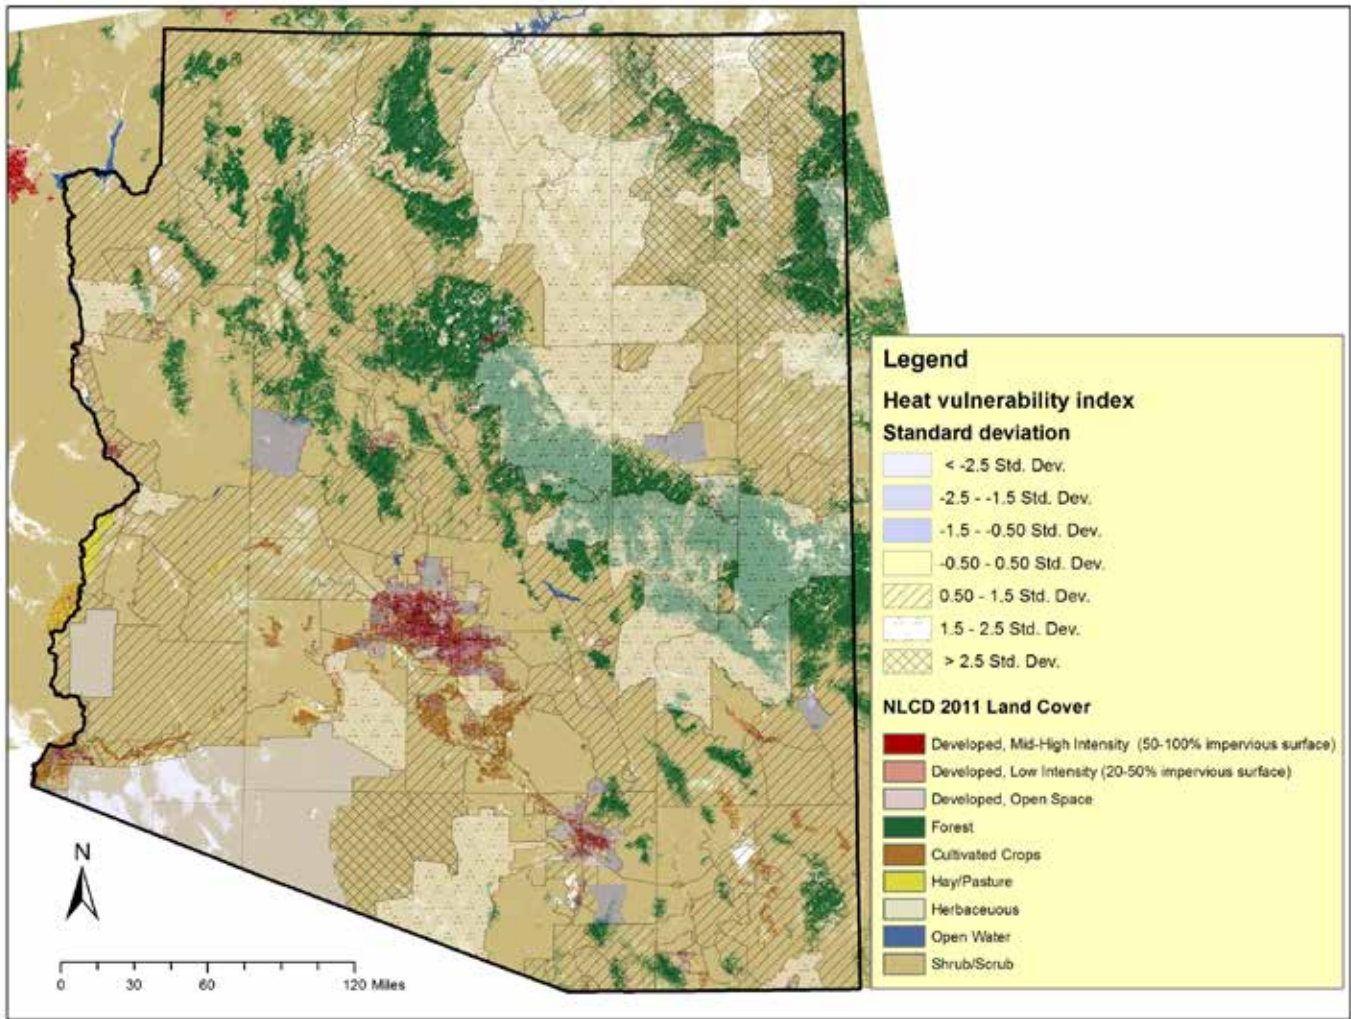 Legend
Heat vulnerability index
Standard deviation
< -2.5 Std. Dev.
-2.5 - -1.5 Std. Dev.
-1.5 - -0.50 Std. Dev.
-0.50 - 0.50 Std. Dev.
0.50 - 1.5 Std. Dev.
1.5 - 2.5 Std. Dev.
> 2.5 Std. Dev.
NLCD 2011 Land Cover
Developed, Mid-High Intensity (50-100% impervious surface)
Developed, Low Intensity (20-50% impervious surface)
Developed, Open Space
Forest
Cultivated Crops
Hay/Pasture
Herbaceuous
Open Water
Shrub/Scrub
N
0 30 60 120 Miles